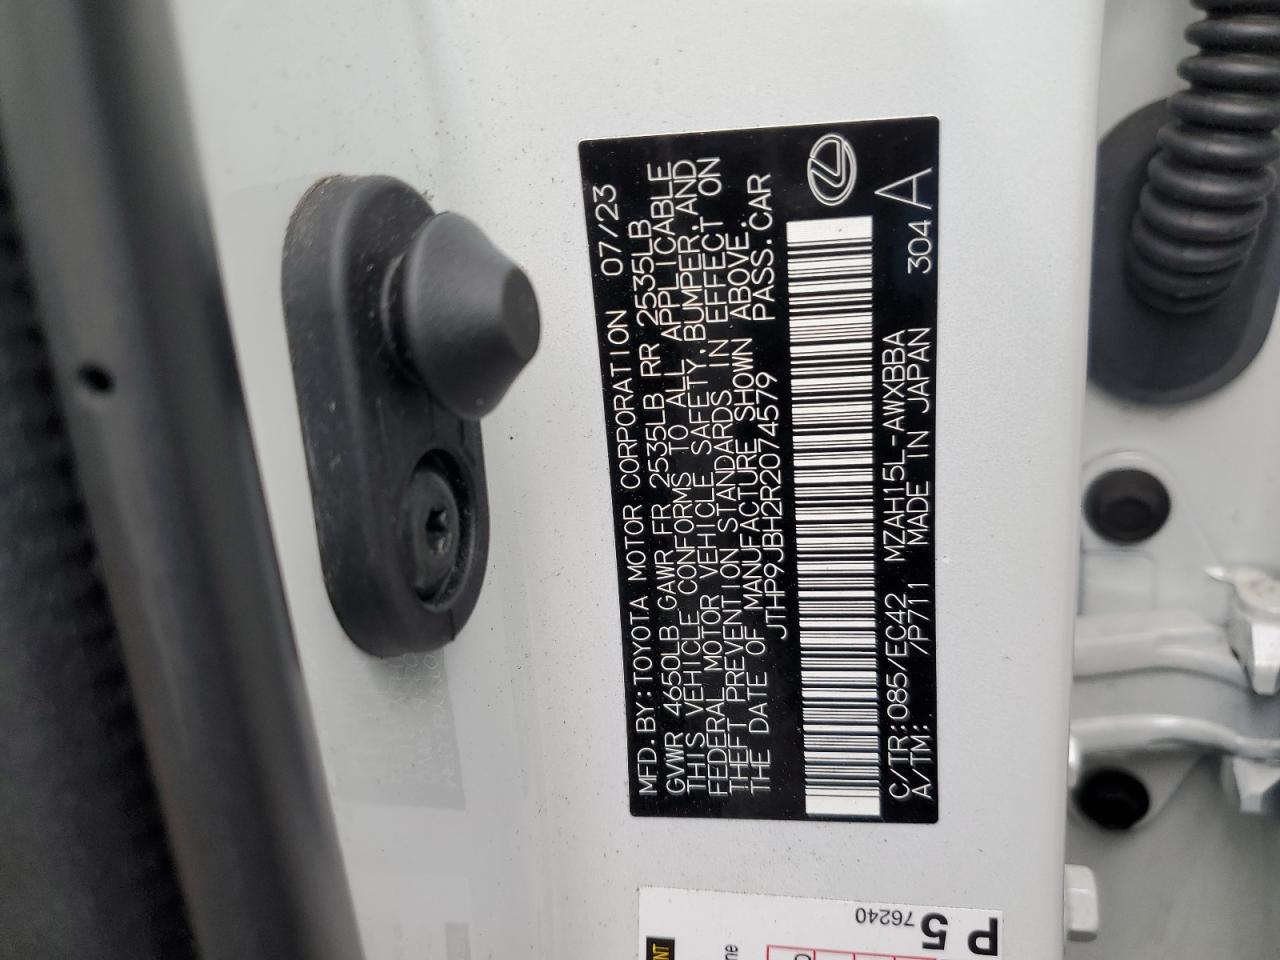 MFD.BY:TOYOTA MOTOR CORPORATION 07/23
GVWR 4650LB GAWR FR 2535LB RR 2535LB
THIS VEHICLE CONFORMS TO ALL APPLICABLE
FEDERAL MOTOR VEHICLE SAFETY,BUMPER,AND
THEFT PREVENTION STANDARDS IN EFFECT ON
THE DATE OF MANUFACTURE SHOWN ABOVE.
JTHP9JBH2R2074579 PASS.CAR
C/TR:085/EC42 MZAH15L-AWXBBA 304 A
A/TM: /P711 MADE IN JAPAN
P 5
76240